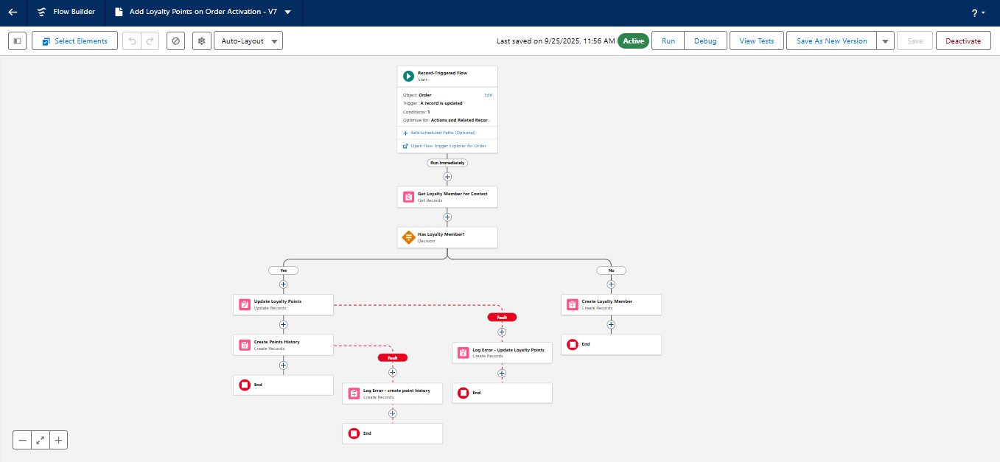 Flow Builder
Add Loyalty Points on Order Activation - V7
?
Select Elements
Auto-Layout
Last saved on 9/25/2025, 11:56 AM
Active
Run
Debug
View Tests
Save As New Version
Save
Deactivate
Record-Triggered Flow
Start
Object: Order
Edit
Trigger: A record is updated
Conditions: 1
Optimize for: Actions and Related Recor...
Add Scheduled Paths (Optional)
Open Flow Trigger Explorer for Order
Run Immediately
Get Loyalty Member for Contact
Get Records
Has Loyalty Member?
Decision
Yes
No
Update Loyalty Points
Update Records
Create Loyalty Member
Create Records
Fault
Create Points History
Create Records
End
Log Error - Update Loyalty Points
Create Records
Fault
End
Log Error - create point history
Create Records
End
End